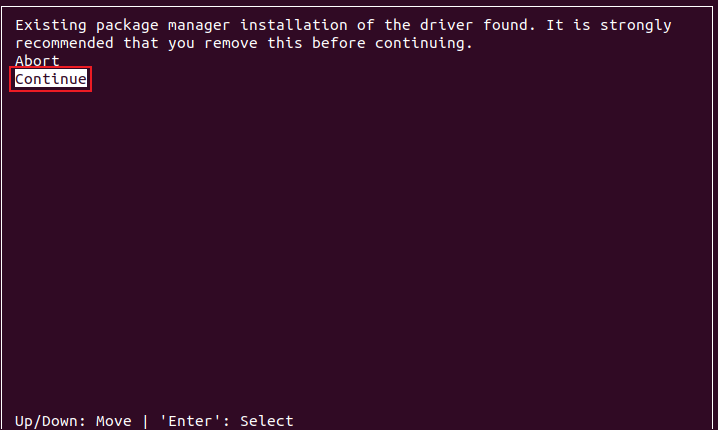 Existing package manager installation of the driver found. It is strongly
recommended that you remove this before continuing.
Abort
Continue
Up/Down: Move | 'Enter': Select